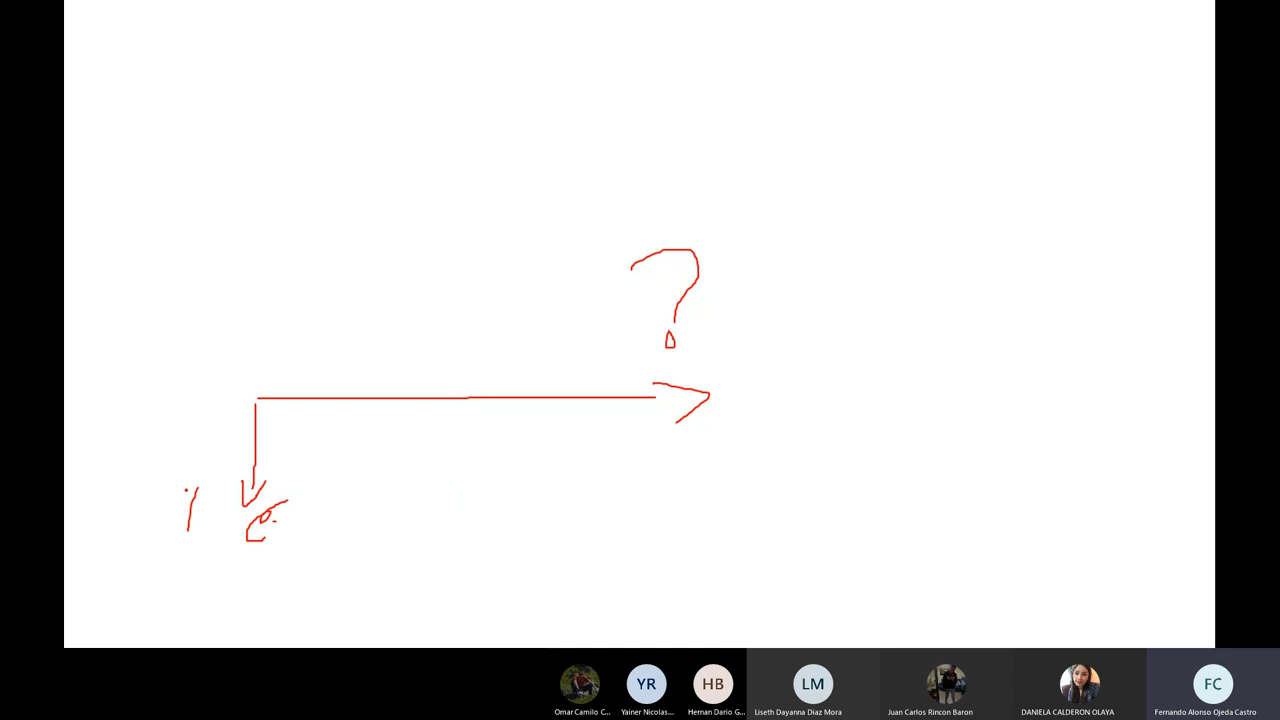 ?
YR
HB
LM
FC
Omar Camilo C...
Yainer Nicolas...
Hernan Dario G...
Liseth Dayanna Diaz Mora
Juan Carlos Rincon Baron
DANIELA CALDERON OLAYA
Fernando Alonso Ojeda Castro